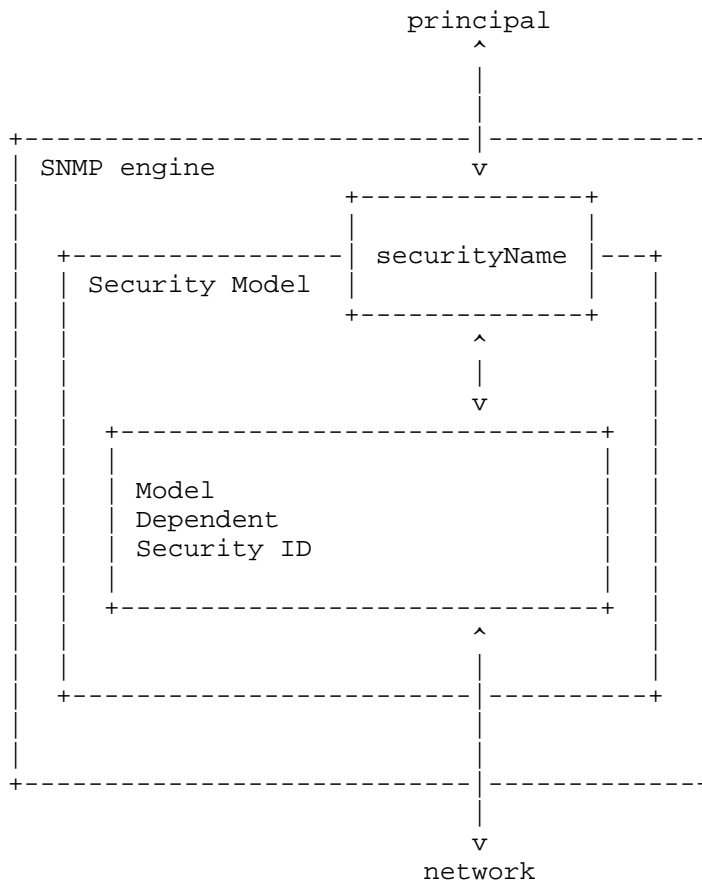 principal
SNMP engine
securityName
Security Model
Model
Dependent
Security ID
network